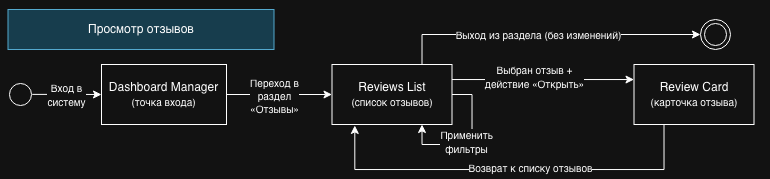 Просмотр отзывов
Выход из раздела (без изменений)
Вход в
систему
Dashboard Manager
(точка входа)
Переход в
раздел
«Отзывы»
Reviews List
(список отзывов)
Выбран отзыв +
действие «Открыть»
Review Card
(карточка отзыва)
Применить
фильтры
Возврат к списку отзывов